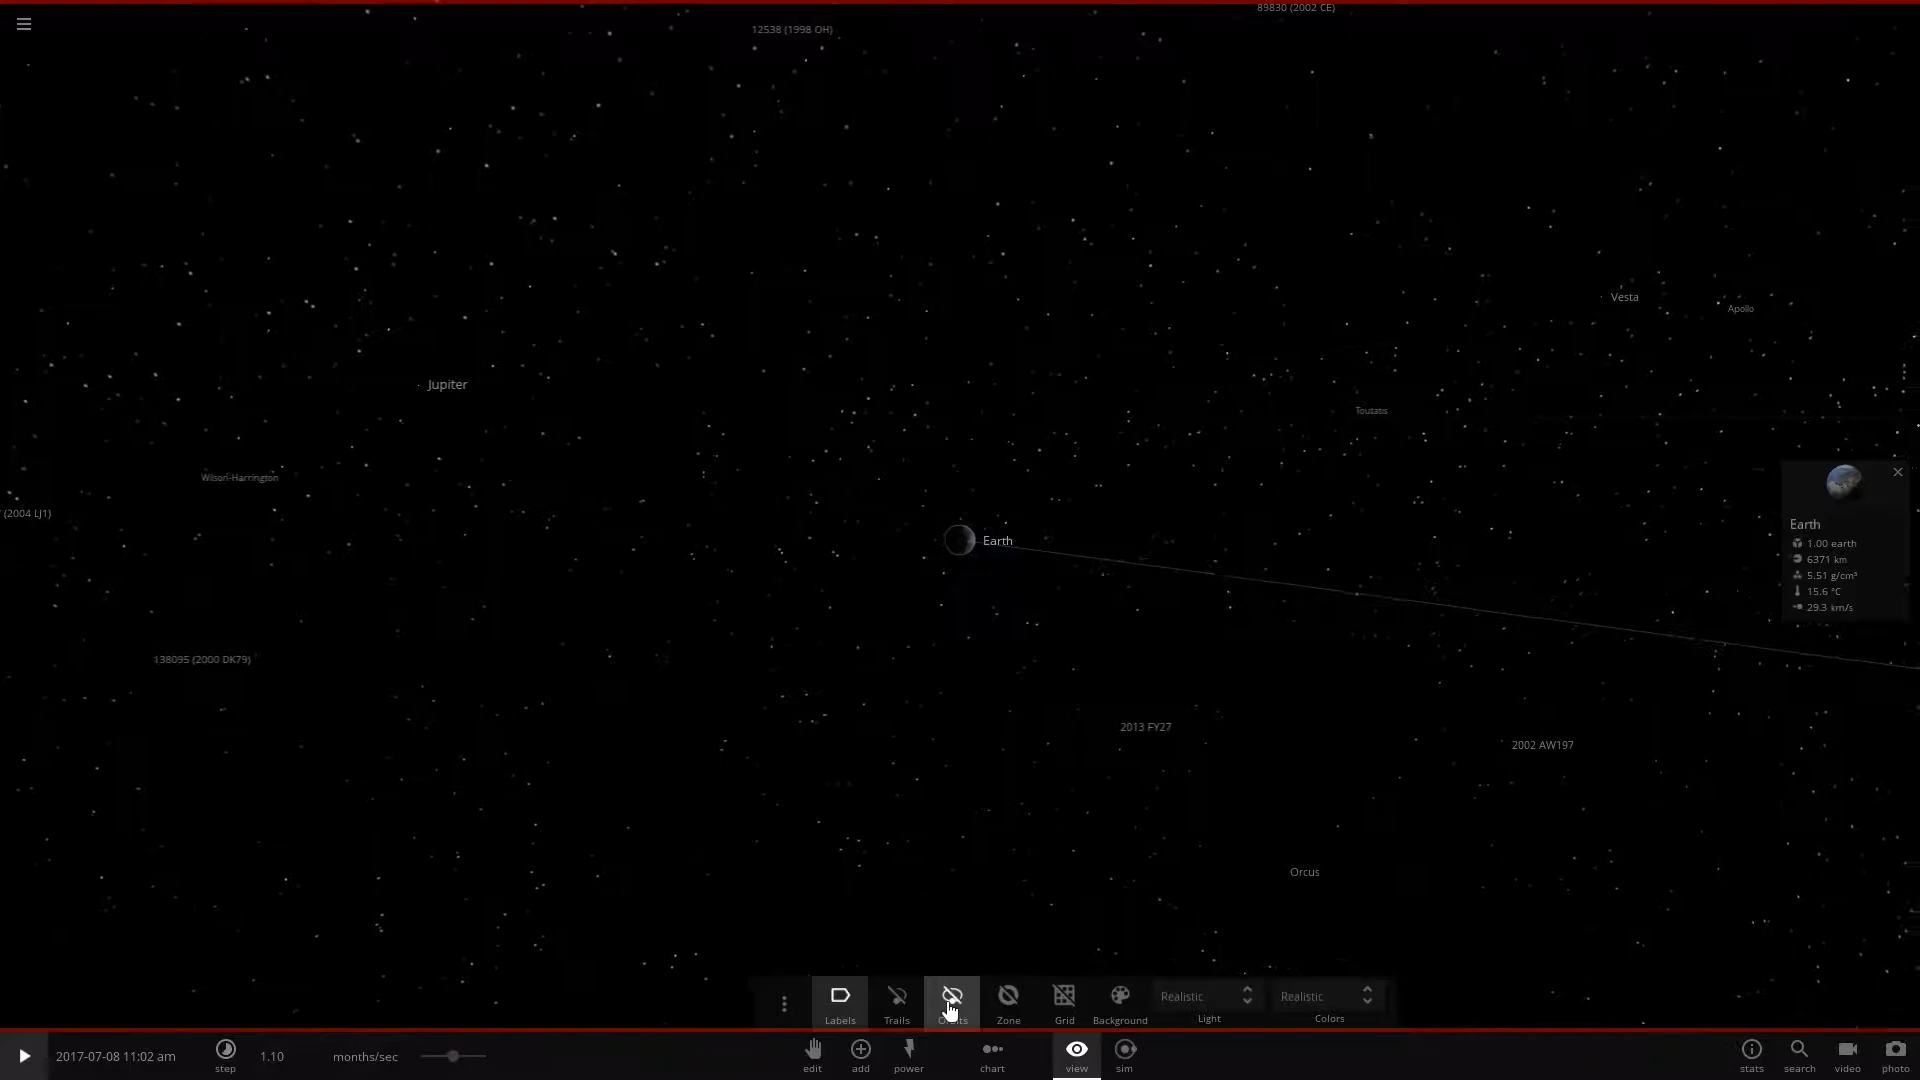 89830 (2002 CE)
12538 (1998 OH)
Vesta
Apollo
Jupiter
Toutatis
Wilson-Harrington
(2004 LJ1)
Earth
Earth
1.00 earth
6371 km
5.51 g/cm³
15.6 °C
29.3 km/s
138095 (2000 DK79)
2013 FY27
2002 AW197
Orcus
Realistic
Realistic
Labels
Trails
Orbits
Zone
Grid
Background
Light
Colors
2017-07-08 11:02 am
step
1.10
months/sec
edit
add
power
chart
view
sim
stats
search
video
photo